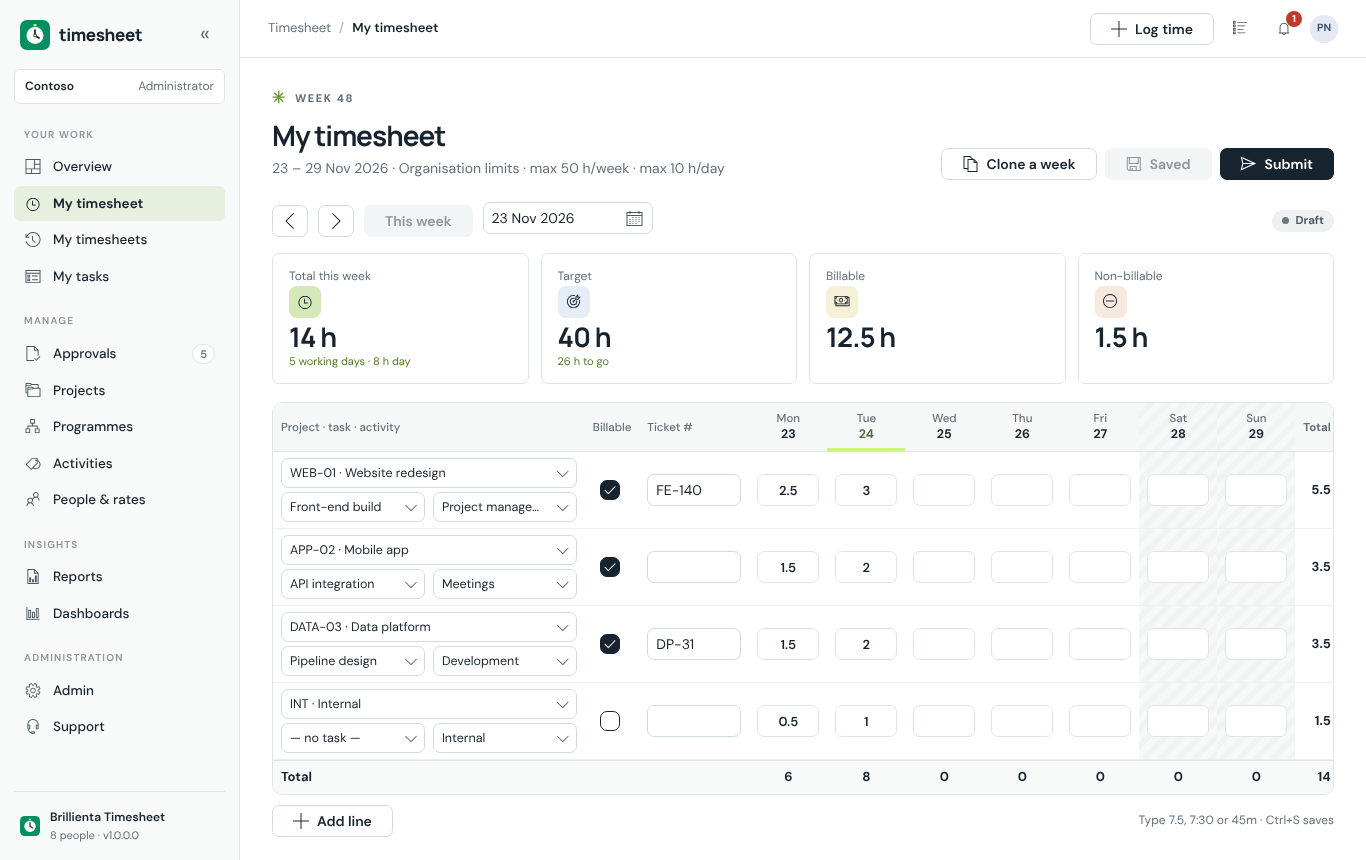 timesheet
«
Contoso Administrator
YOUR WORK
Overview
My timesheet
My timesheets
My tasks
MANAGE
Approvals 5
Projects
Programmes
Activities
People & rates
INSIGHTS
Reports
Dashboards
ADMINISTRATION
Admin
Support
Brillienta Timesheet
8 people · v1.0.0.0
Timesheet / My timesheet
Log time
1
PN
WEEK 48
My timesheet
23 – 29 Nov 2026 · Organisation limits · max 50 h/week · max 10 h/day
Clone a week
Saved
Submit
This week
23 Nov 2026
Draft
Total this week
14 h
5 working days · 8 h day
Target
40 h
26 h to go
Billable
12.5 h
Non-billable
1.5 h
Project · task · activity Billable Ticket # Mon 23 Tue 24 Wed 25 Thu 26 Fri 27 Sat 28 Sun 29 Total
WEB-01 · Website redesign
Front-end build Project manage... FE-140 2.5 3 5.5
APP-02 · Mobile app
API integration Meetings 1.5 2 3.5
DATA-03 · Data platform
Pipeline design Development DP-31 1.5 2 3.5
INT · Internal
— no task — Internal 0.5 1 1.5
Total 6 8 0 0 0 0 0 14
Add line
Type 7.5, 7:30 or 45m · Ctrl+S saves